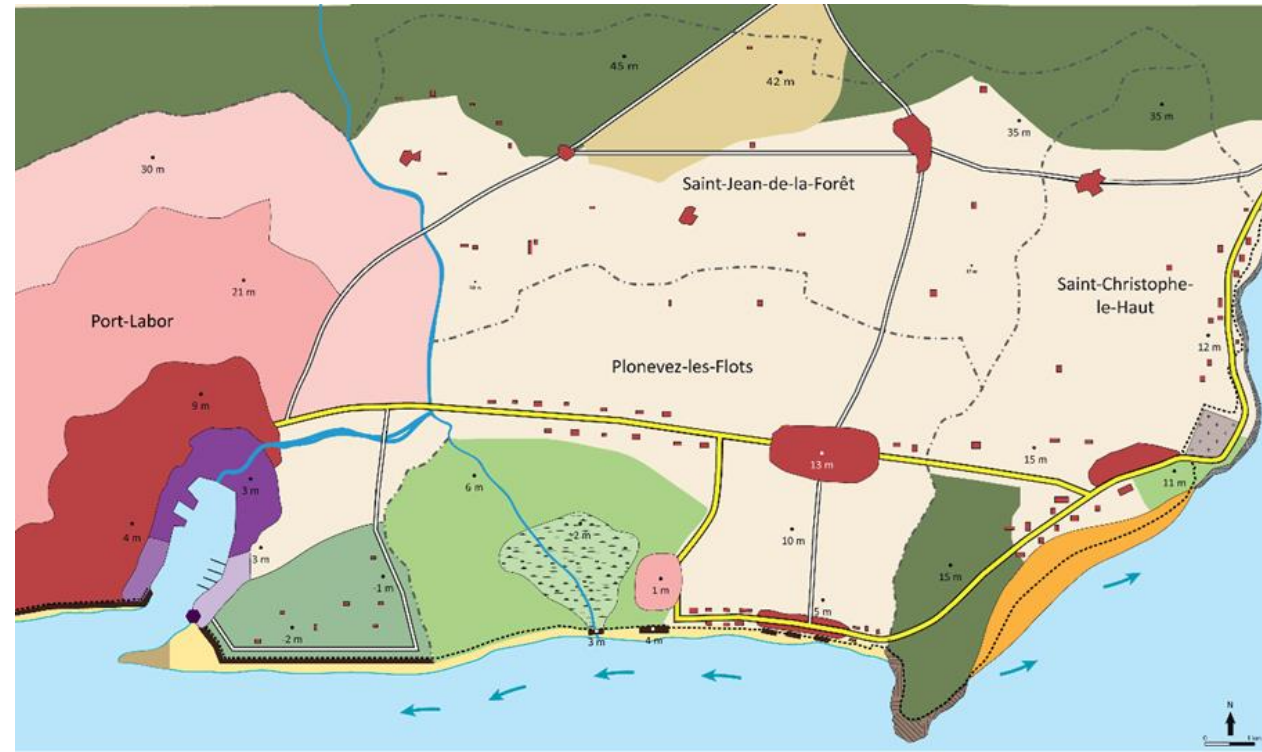 45 m
42 m
35 m
35 m
30 m
Saint-Jean-de-la-Forêt
21 m
Saint-Christophe-
le-Haut
Port-Labor
12 m
Plonevez-les-Flots
9 m
13 m
15 m
11 m
3 m
6 m
4 m
3 m
-2 m
10 m
15 m
-1 m
1 m
5 m
-2 m
3 m
4 m
N
0